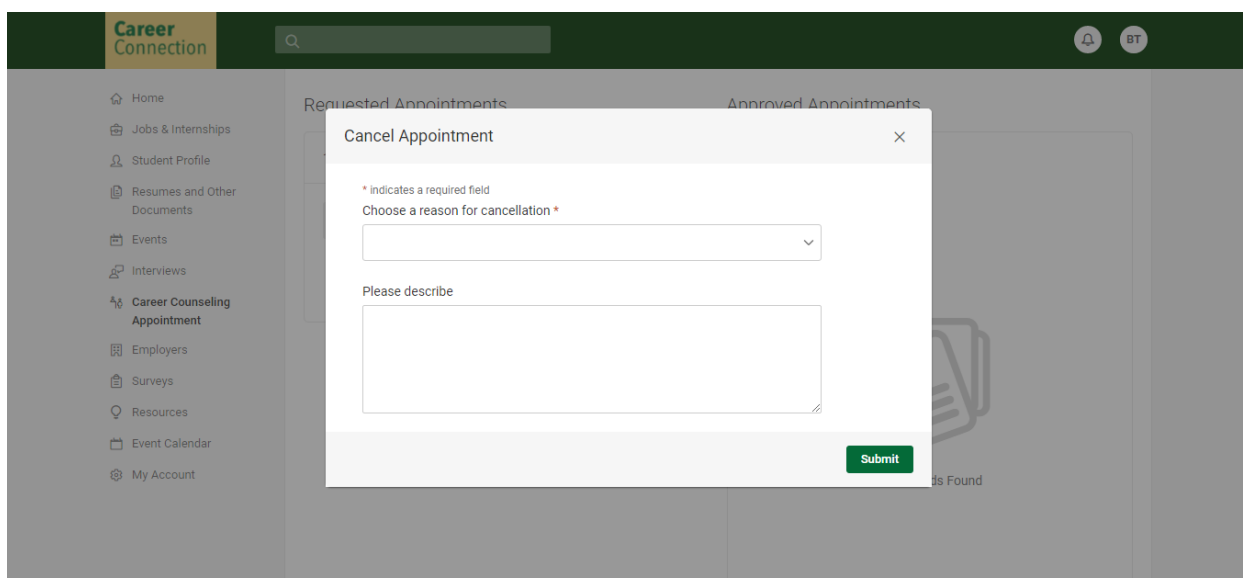 Career
Connection
BT
Home
Jobs & Internships
Student Profile
Resumes and Other
Documents
Events
Interviews
Career Counseling
Appointment
Employers
Surveys
Resources
Event Calendar
My Account
Requested Appointments
Approved Appointments
Cancel Appointment
* indicates a required field
Choose a reason for cancellation *
Please describe
Submit
Found